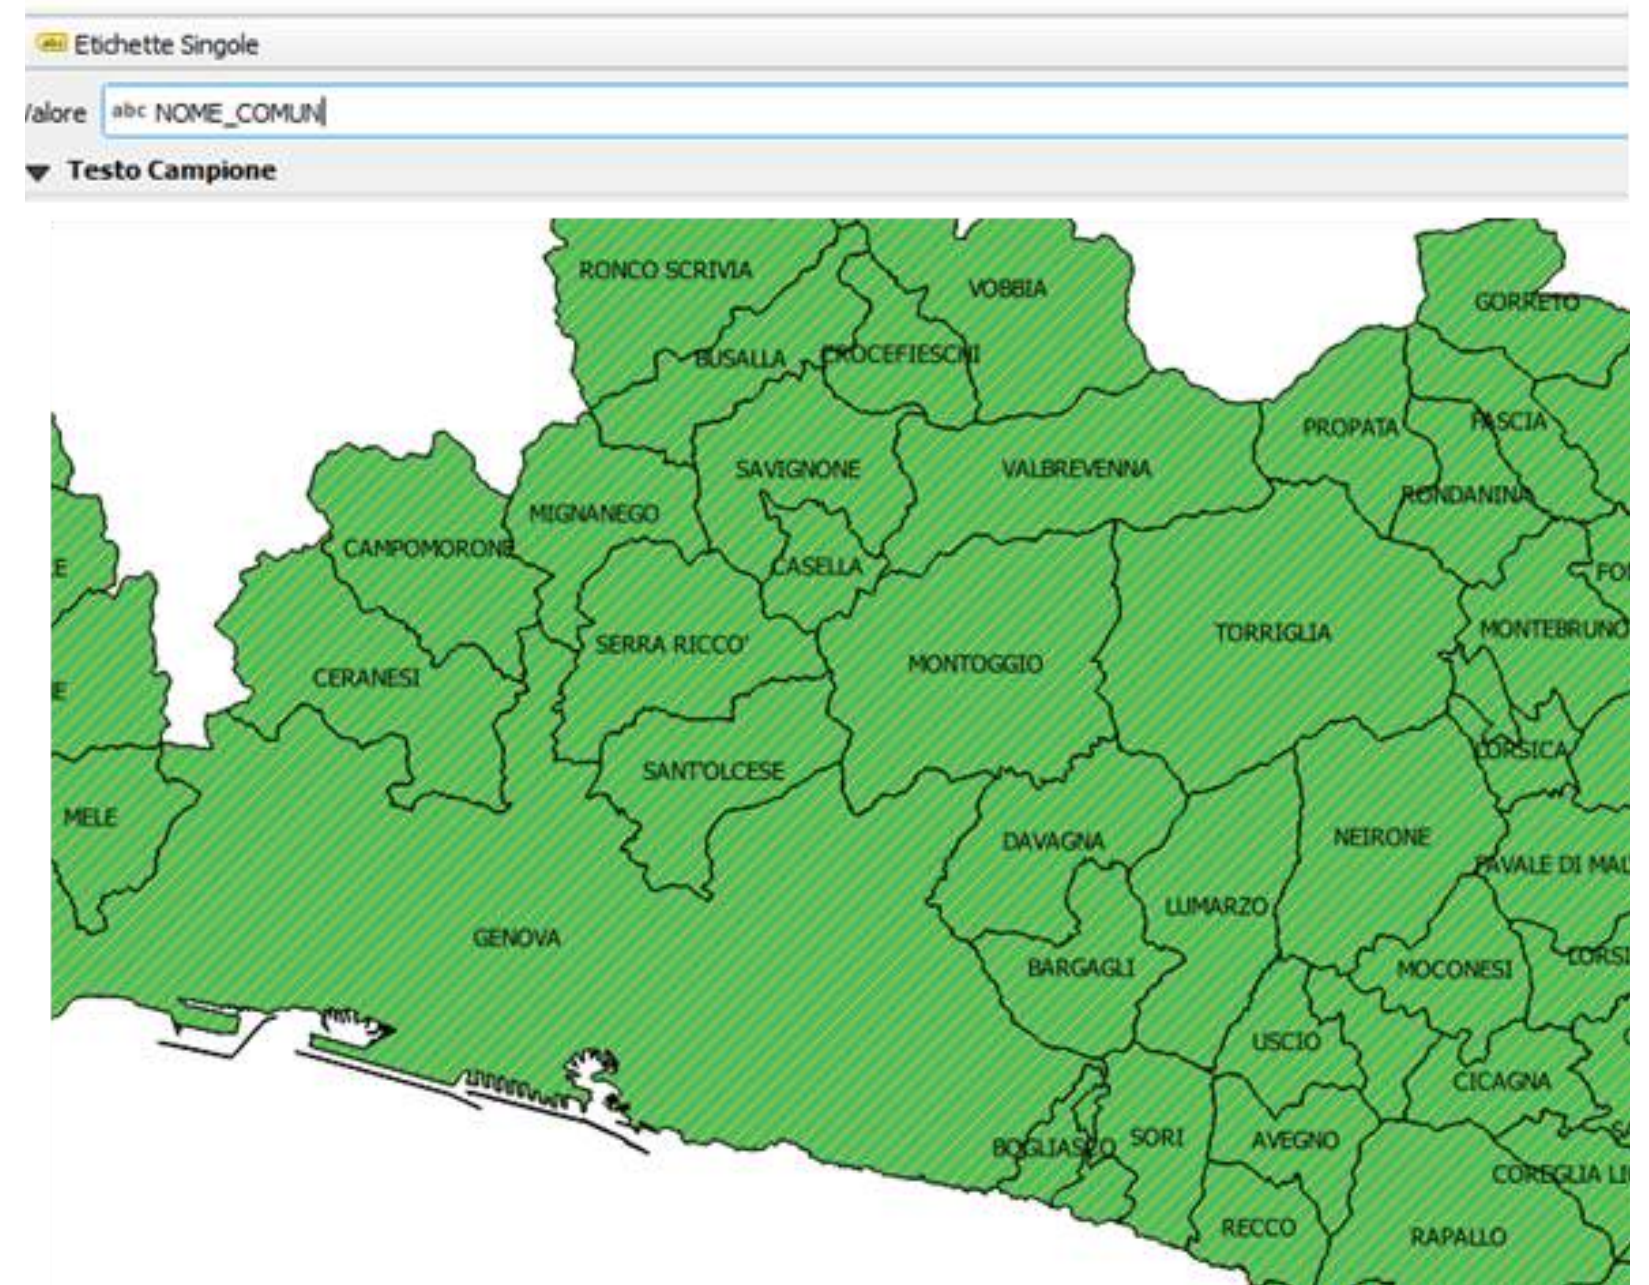 Etichette Singole
Valore abc NOME_COMUN
Testo Campione
RONCO SCRIVIA
VOBBIA
GORRETO
BUSALLA
CROCEFIESCHI
PROPATA
FASCIA
SAVIGNONE
VALBREVENNA
RONDANINA
MIGNANEGO
CAMPOMORONE
CASELLA
E
FO
SERRA RICCO'
TORRIGLIA
MONTEBRUNO
MONTOGGIO
CERANESI
E
LORSICA
SANT'OLCESE
MELE
DAVAGNA
NEIRONE
FAVALE DI MAL
LUMARZO
GENOVA
BARGAGLI
MOCONESI
LORSI
USCIO
CICAGNA
BOGLIASCO
SORI
AVEGNO
COREGLIA LI
RECCO
RAPALLO